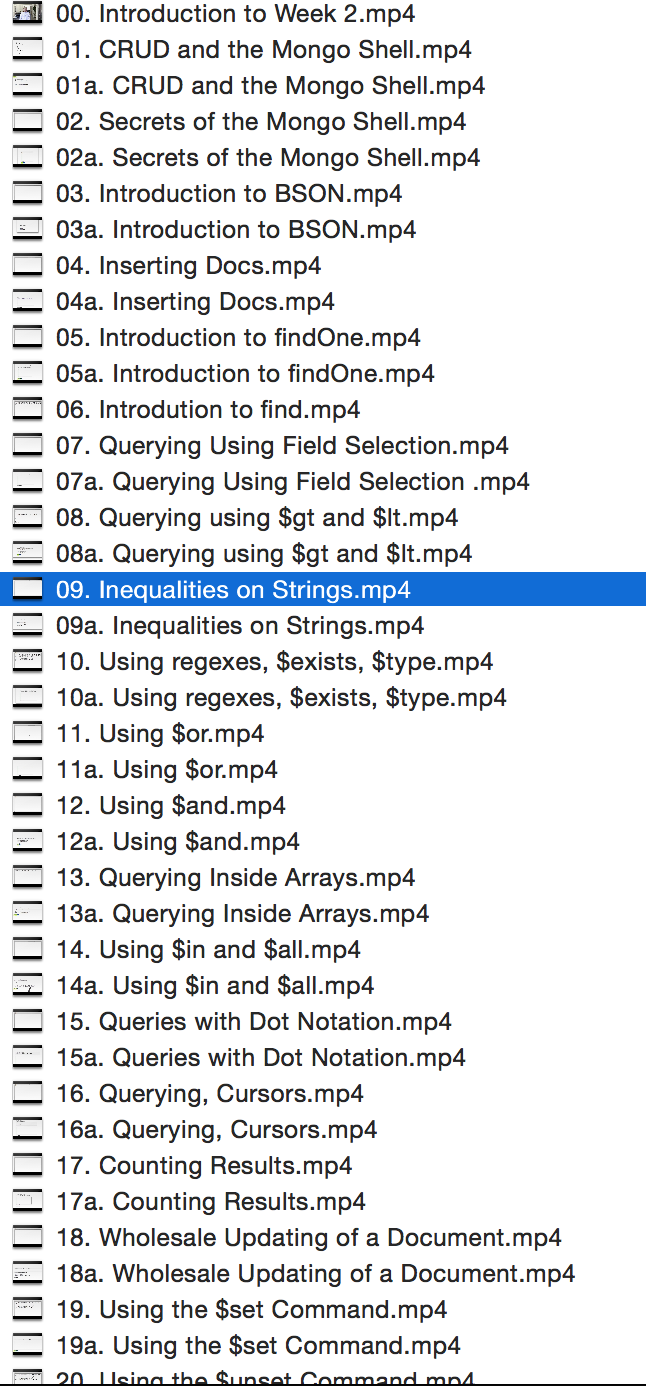 00. Introduction to Week 2.mp4
01. CRUD and the Mongo Shell.mp4
01a. CRUD and the Mongo Shell.mp4
02. Secrets of the Mongo Shell.mp4
02a. Secrets of the Mongo Shell.mp4
03. Introduction to BSON.mp4
03a. Introduction to BSON.mp4
04. Inserting Docs.mp4
04a. Inserting Docs.mp4
05. Introduction to findOne.mp4
05a. Introduction to findOne.mp4
06. Introdution to find.mp4
07. Querying Using Field Selection.mp4
07a. Querying Using Field Selection .mp4
08. Querying using $gt and $lt.mp4
08a. Querying using $gt and $lt.mp4
09. Inequalities on Strings.mp4
09a. Inequalities on Strings.mp4
10. Using regexes, $exists, $type.mp4
10a. Using regexes, $exists, $type.mp4
11. Using $or.mp4
11a. Using $or.mp4
12. Using $and.mp4
12a. Using $and.mp4
13. Querying Inside Arrays.mp4
13a. Querying Inside Arrays.mp4
14. Using $in and $all.mp4
14a. Using $in and $all.mp4
15. Queries with Dot Notation.mp4
15a. Queries with Dot Notation.mp4
16. Querying, Cursors.mp4
16a. Querying, Cursors.mp4
17. Counting Results.mp4
17a. Counting Results.mp4
18. Wholesale Updating of a Document.mp4
18a. Wholesale Updating of a Document.mp4
19. Using the $set Command.mp4
19a. Using the $set Command.mp4
20. Using the $unset Command.mp4